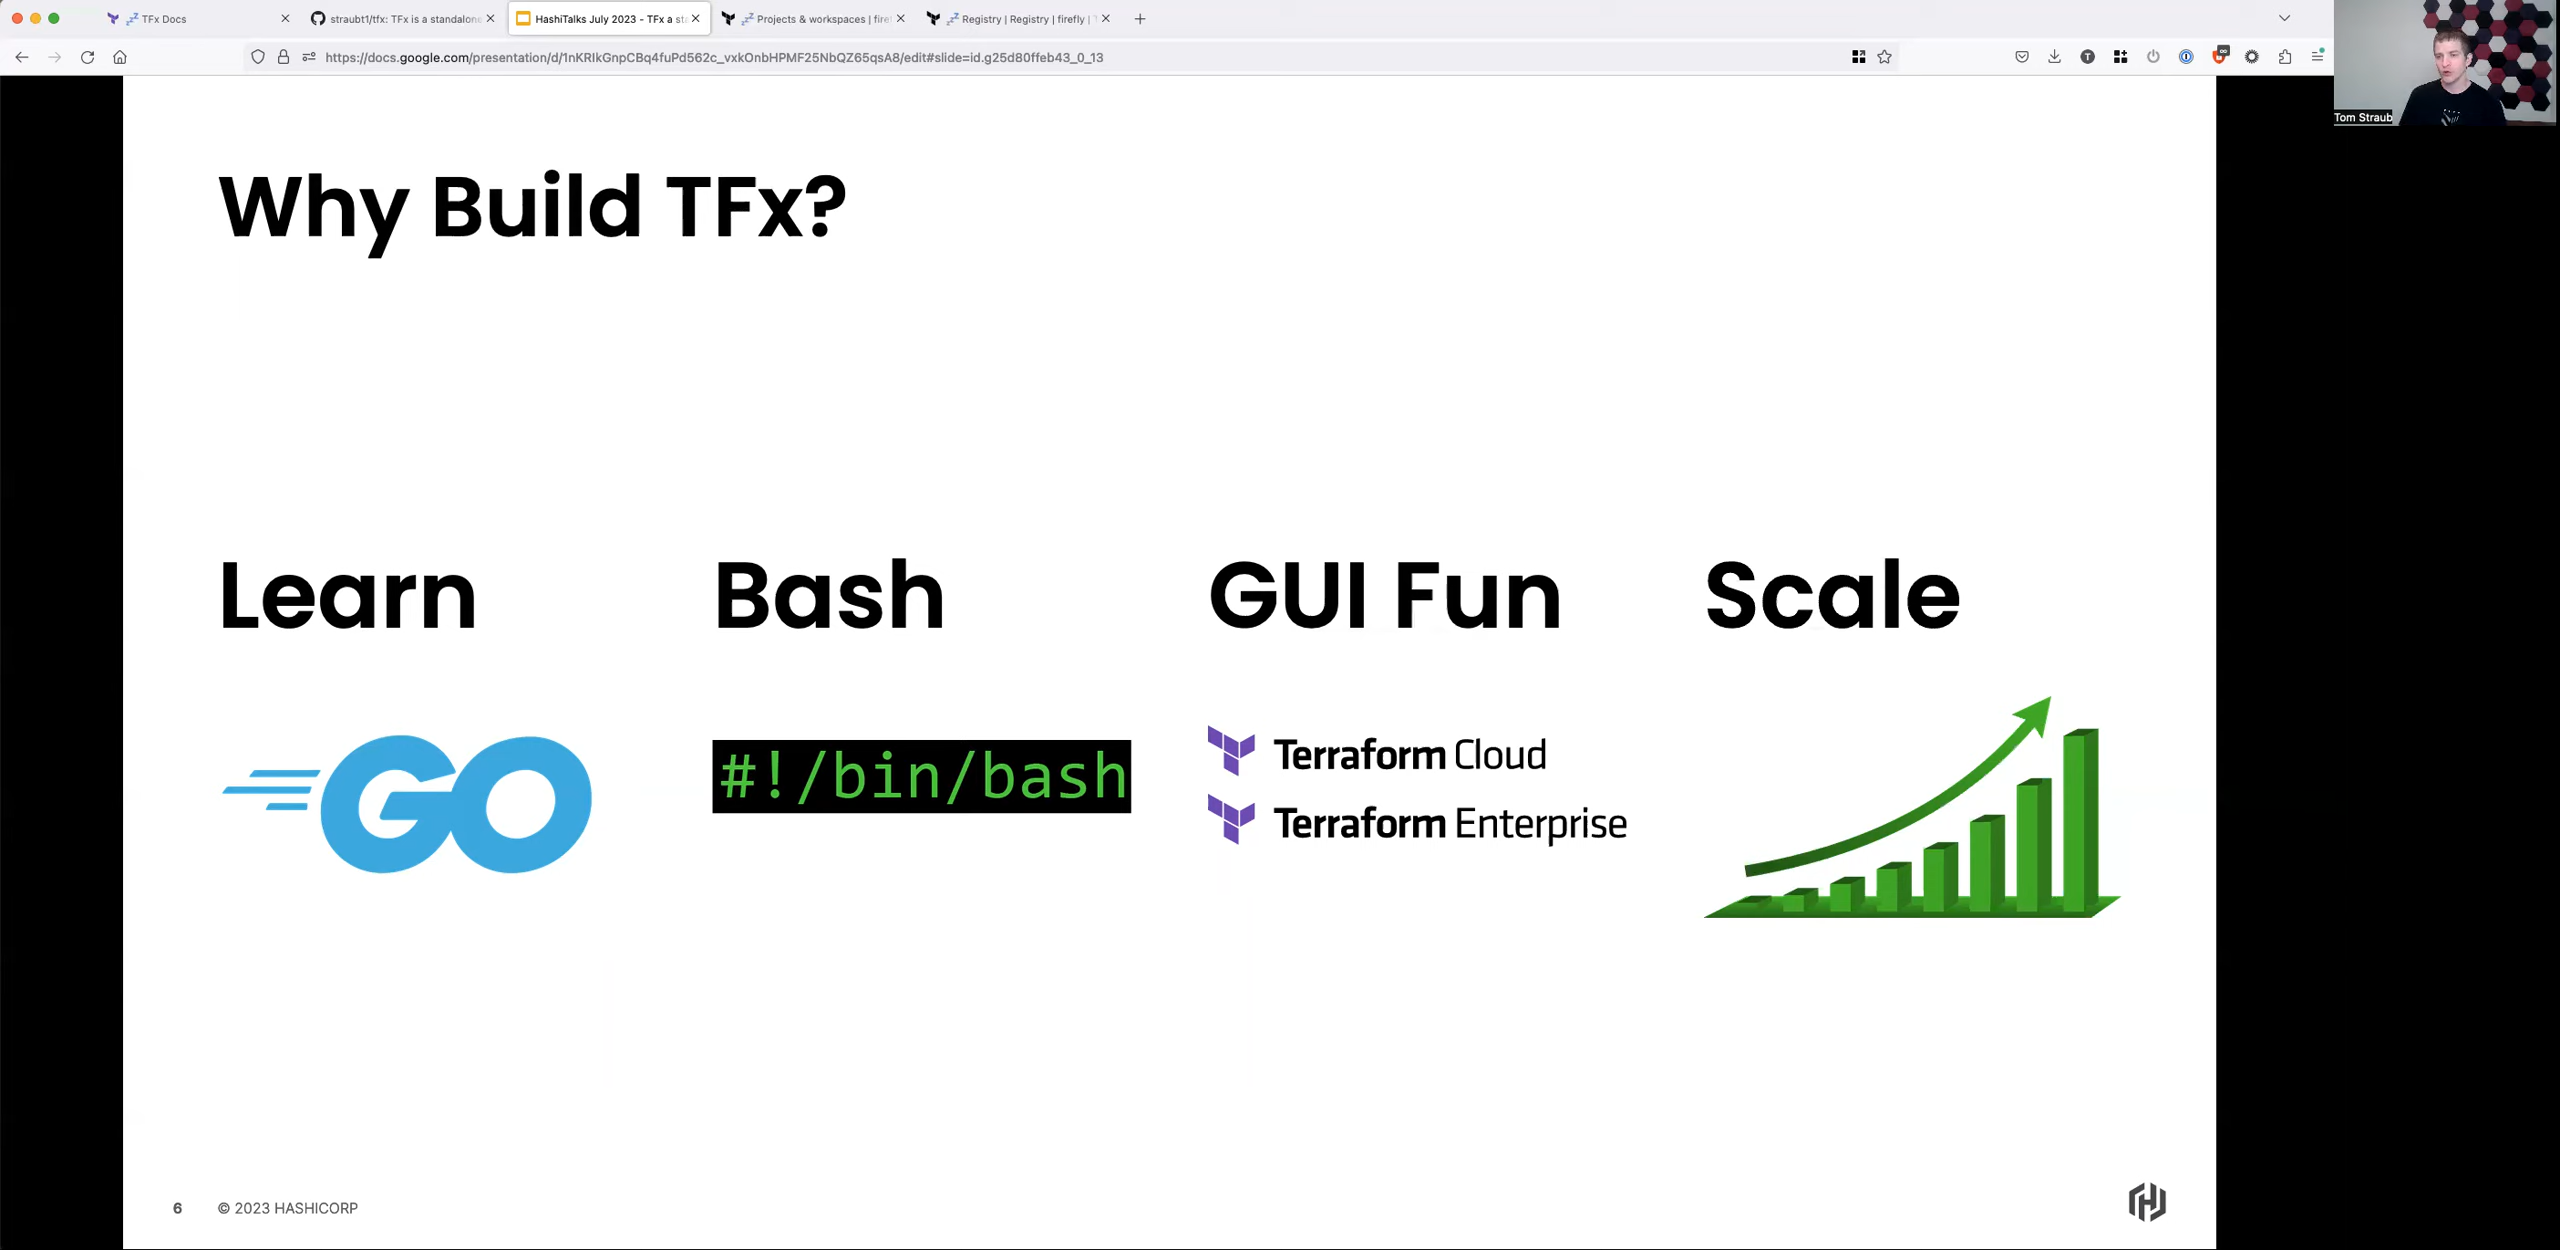 TFx Docs
straubt1/tfx: TFx is a standalone
HashiTalks July 2023 - TFx a st
Projects & workspaces | firef
Registry | Registry | firefly |
https://docs.google.com/presentation/d/1nKRIkGnpCBq4fuPd562c_vxkOnbHPMF25NbQZ65qsA8/edit#slide=id.g25d80ffeb43_0_13
Tom Straub
Why Build TFx?
Learn
Bash
GUI Fun
Scale
GO
#!/bin/bash
Terraform Cloud
Terraform Enterprise
6
© 2023 HASHICORP